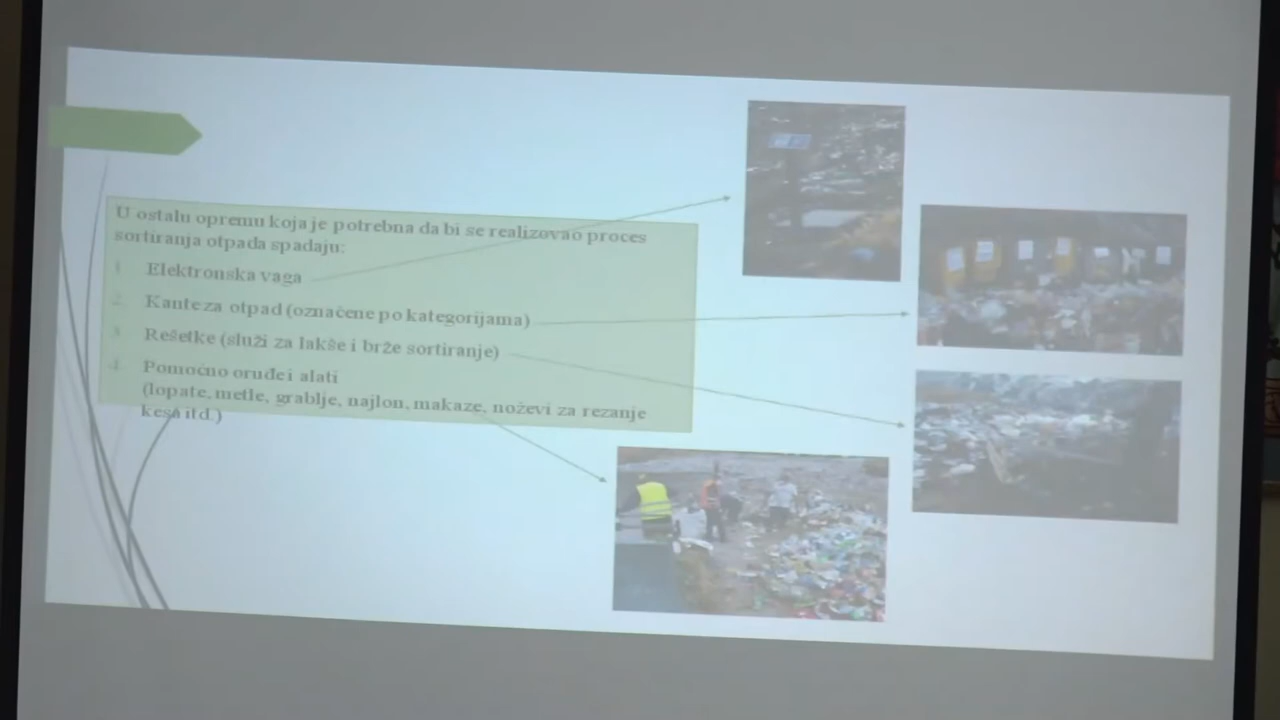 U ostalu opremu koja je potrebna da bi se realizovao proces
sortiranja otpada spadaju:
1. Elektronska vaga
2. Kante za otpad (označene po kategorijama)
3. Rešetke (služi za lakše i brže sortiranje)
4. Pomoćno oruđe i alati
(lopate, metle, grablje, najlon, makaze, noževi za rezanje
kesa itd.)